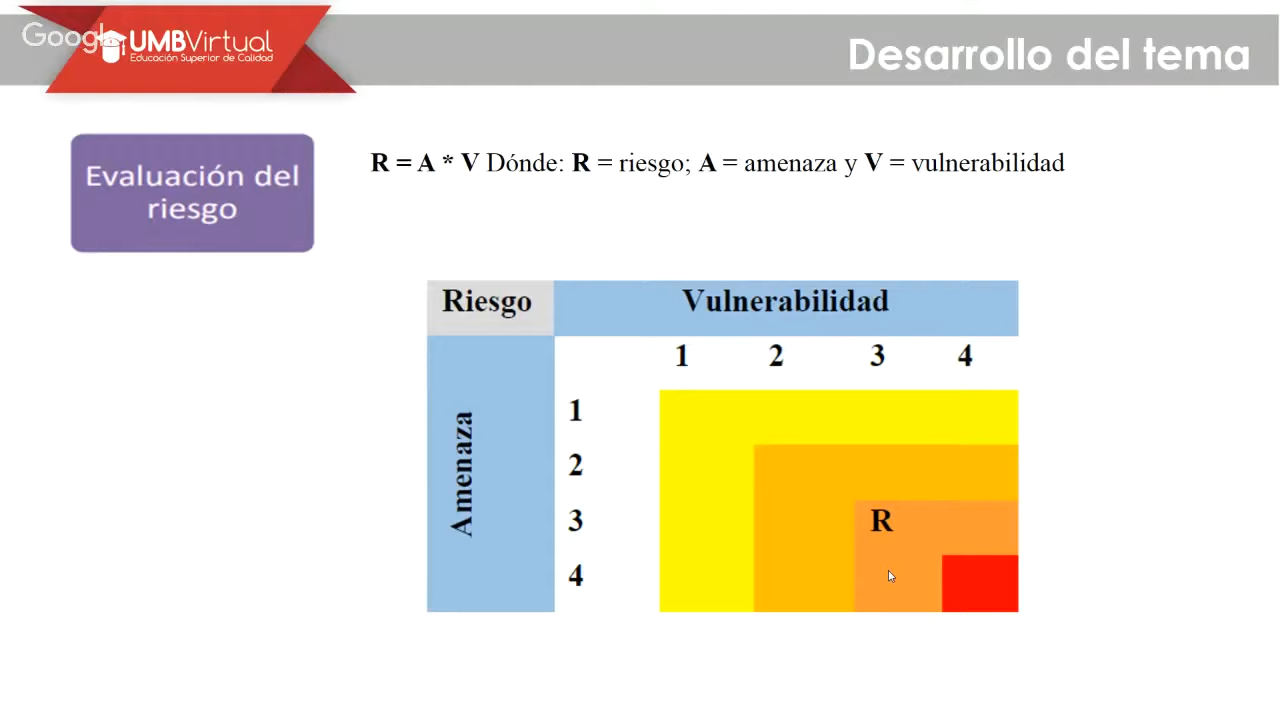 Google
UMBVirtual
Educación Superior de Calidad
Desarrollo del tema
Evaluación del
riesgo
R = A * V Dónde: R = riesgo; A = amenaza y V = vulnerabilidad
Riesgo Vulnerabilidad
1 2 3 4
Amenaza
1
2
3 R
4